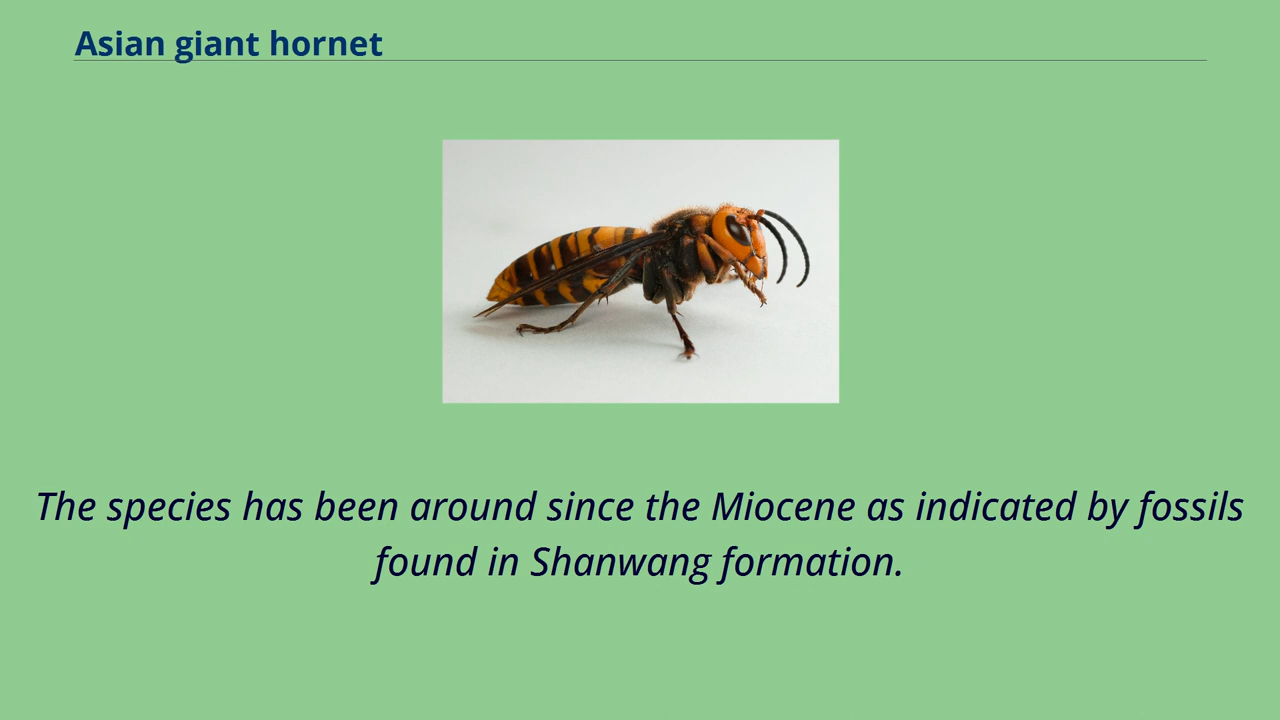 Asian giant hornet
The species has been around since the Miocene as indicated by fossils
found in Shanwang formation.